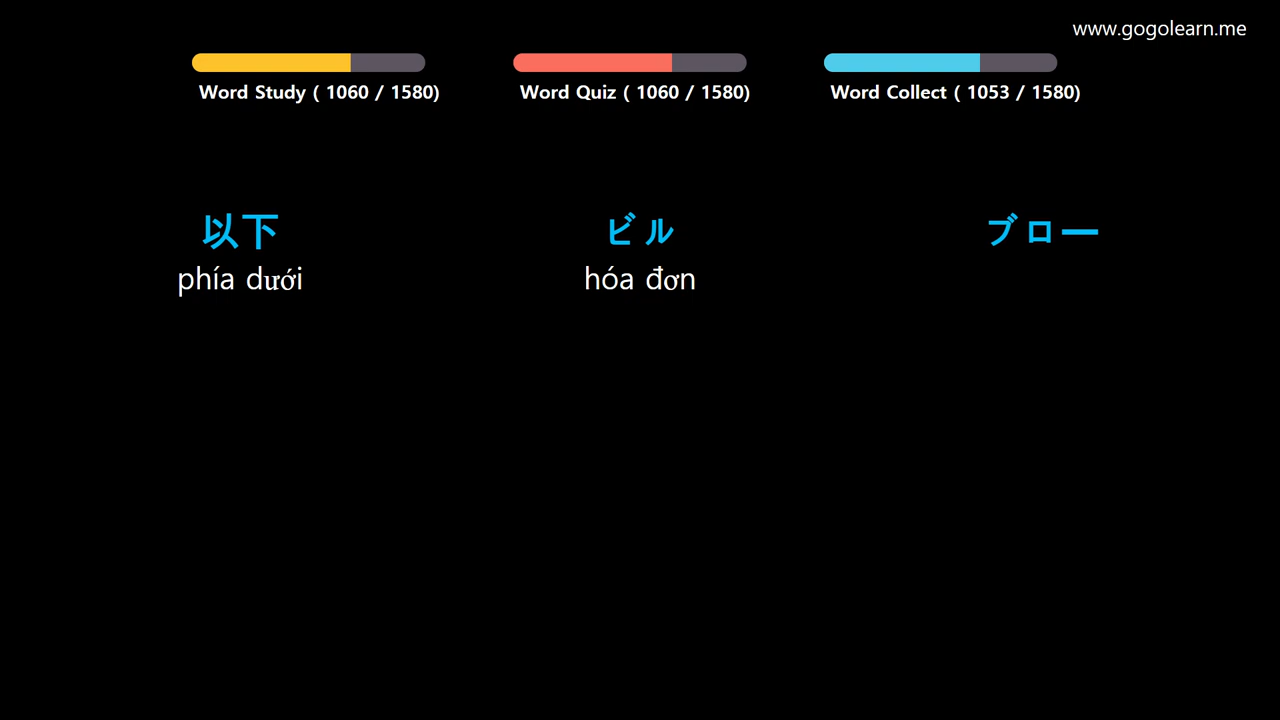 www.gogolearn.me
Word Study ( 1060 / 1580)
Word Quiz ( 1060 / 1580)
Word Collect ( 1053 / 1580)
以下
phía dưới
ビル
hóa đơn
ブロー